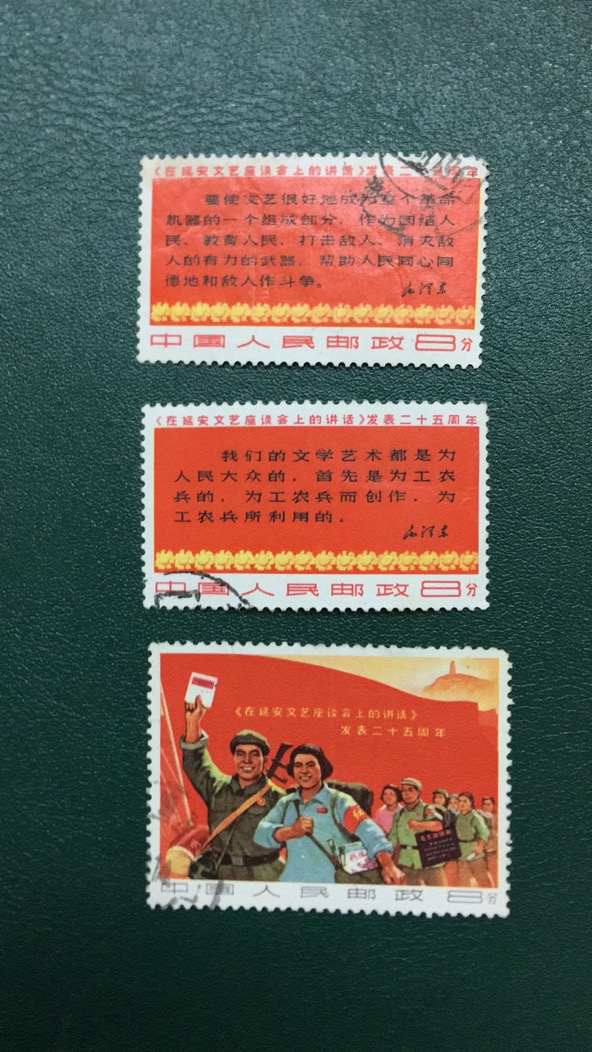 《在延安文艺座谈会上的讲话》发表二十五周年
要使文艺很好地成为整个革命
机器的一个组成部分，作为团结人
民、教育人民、打击敌人、消灭敌
人的有力的武器，帮助人民同心同
德地和敌人作斗争。
毛泽东
中国人民邮政8分
《在延安文艺座谈会上的讲话》发表二十五周年
我们的文学艺术都是为
人民大众的，首先是为工农
兵的，为工农兵而创作，为
工农兵所利用的。
毛泽东
中国人民邮政8分
《在延安文艺座谈会上的讲话》
发表二十五周年
中国人民邮政8分